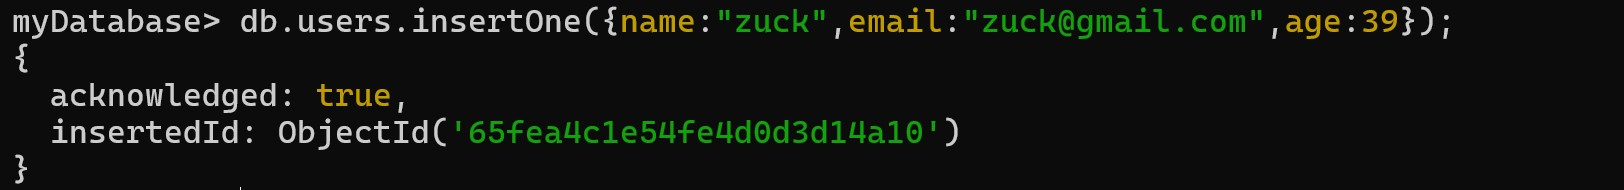 myDatabase> db.users.insertOne({name:"zuck",email:"zuck@gmail.com",age:39});
{
  acknowledged: true,
  insertedId: ObjectId('65fea4c1e54fe4d0d3d14a10')
}